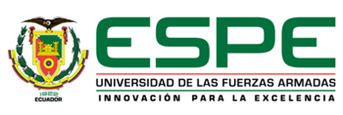 ESPE
UNIVERSIDAD DE LAS FUERZAS ARMADAS
INNOVACIÓN PARA LA EXCELENCIA
ECUADOR